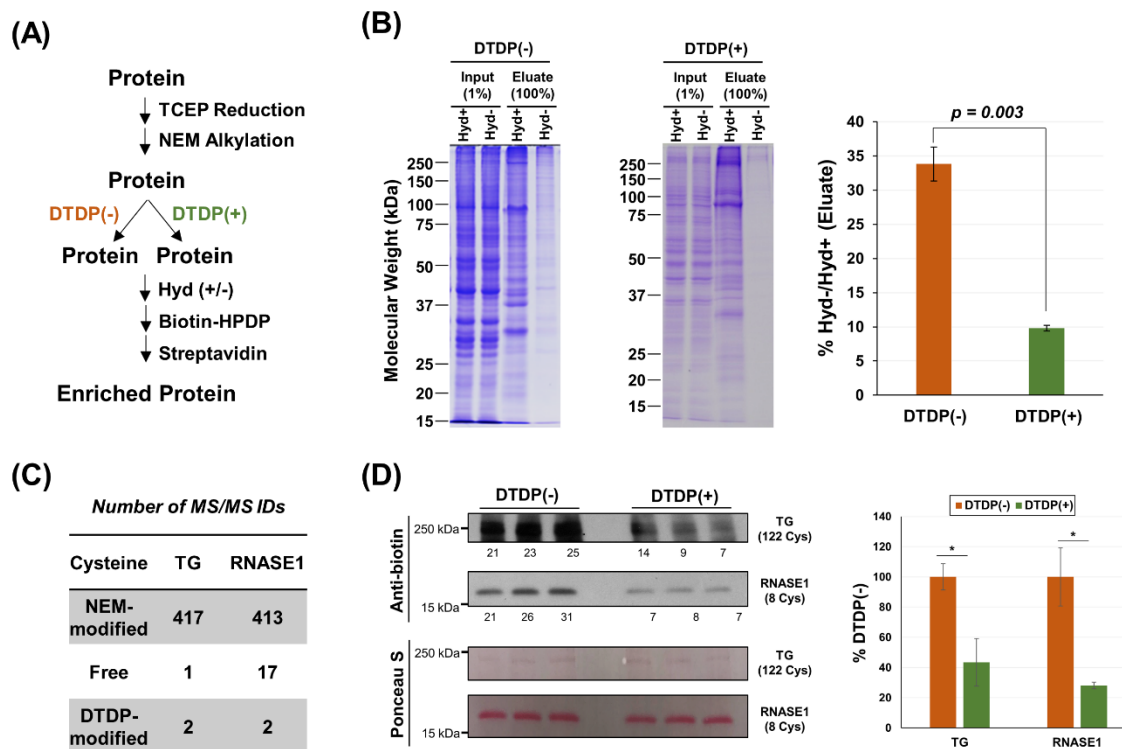 (A)
Protein
TCEP Reduction
NEM Alkylation
Protein
DTDP(-)
DTDP(+)
Protein
Protein
Hyd (+/-)
Biotin-HPDP
Streptavidin
Enriched Protein
(B)
DTDP(-)
Input
(1%)
Eluate
(100%)
Hyd+
Hyd-
Hyd+
Hyd-
Molecular Weight (kDa)
250
150
100
75
50
37
25
20
15
DTDP(+)
Input
(1%)
Eluate
(100%)
Hyd+
Hyd-
Hyd+
Hyd-
250
150
100
75
50
37
25
20
15
p = 0.003
% Hyd-/Hyd+ (Eluate)
40
35
30
25
20
15
10
5
0
DTDP(-)
DTDP(+)
(C)
Number of MS/MS IDs
Cysteine TG RNASE1
NEM-
modified 417 413
Free 1 17
DTDP-
modified 2 2
(D)
DTDP(-)
DTDP(+)
Anti-biotin
250 kDa
TG
(122 Cys)
21 23 25 14 9 7
15 kDa
RNASE1
(8 Cys)
21 26 31 7 8 7
Ponceau S
250 kDa
TG
(122 Cys)
15 kDa
RNASE1
(8 Cys)
DTDP(-) DTDP(+)
% DTDP(-)
140
120
100
80
60
40
20
0
*
*
TG
RNASE1